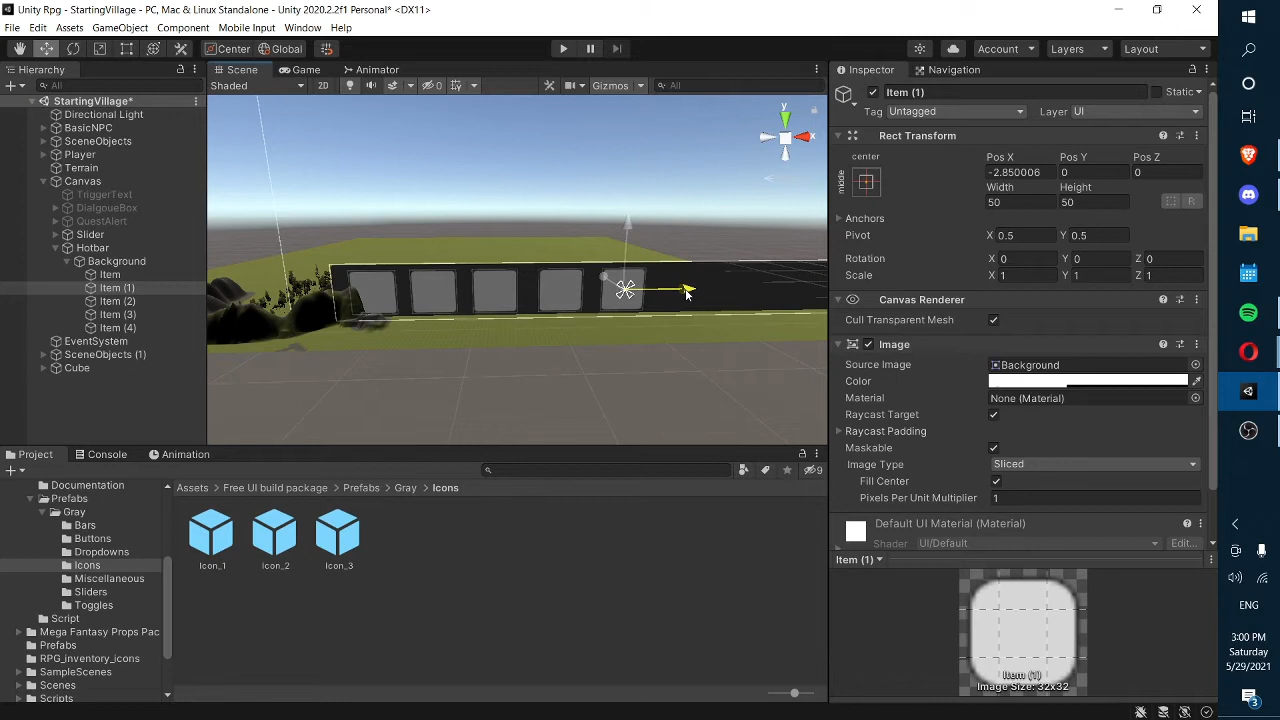 Unity Rpg - StartingVillage - PC, Mac & Linux Standalone - Unity 2020.2.2f1 Personal* <DX11>
File Edit Assets GameObject Component Mobile Input Window Help
Center Global Account Layers Layout
Hierarchy Scene Game Animator Inspector Navigation
All Shaded 2D 0 Gizmos All Item (1) Static
StartingVillage* Tag Untagged Layer UI
Directional Light
BasicNPC
SceneObjects
Player
Terrain
Canvas
TriggerText
DialgoueBox
QuestAlert
Slider
Hotbar
Background
Item
Item (1)
Item (2)
Item (3)
Item (4)
EventSystem
SceneObjects (1)
Cube
y
x
Rect Transform
center Pos X Pos Y Pos Z
middle -2.850006 0 0
Width Height
50 50 R
Anchors
Pivot X 0.5 Y 0.5
Rotation X 0 Y 0 Z 0
Scale X 1 Y 1 Z 1
Canvas Renderer
Cull Transparent Mesh
Image
Source Image Background
Color
Material None (Material)
Raycast Target
Raycast Padding
Maskable
Image Type Sliced
Fill Center
Pixels Per Unit Multiplier 1
Default UI Material (Material)
Shader UI/Default Edit...
Item (1)
Item (1)
Image Size: 32x32
Project Console Animation
9
Documentation
Prefabs
Gray
Bars
Buttons
Dropdowns
Icons
Miscellaneous
Sliders
Toggles
Script
Mega Fantasy Props Pac
Prefabs
RPG_inventory_icons
SampleScenes
Scenes
Scripts
Assets > Free UI build package > Prefabs > Gray > Icons
Icon_1 Icon_2 Icon_3
ENG
3:00 PM
Saturday
5/29/2021
3